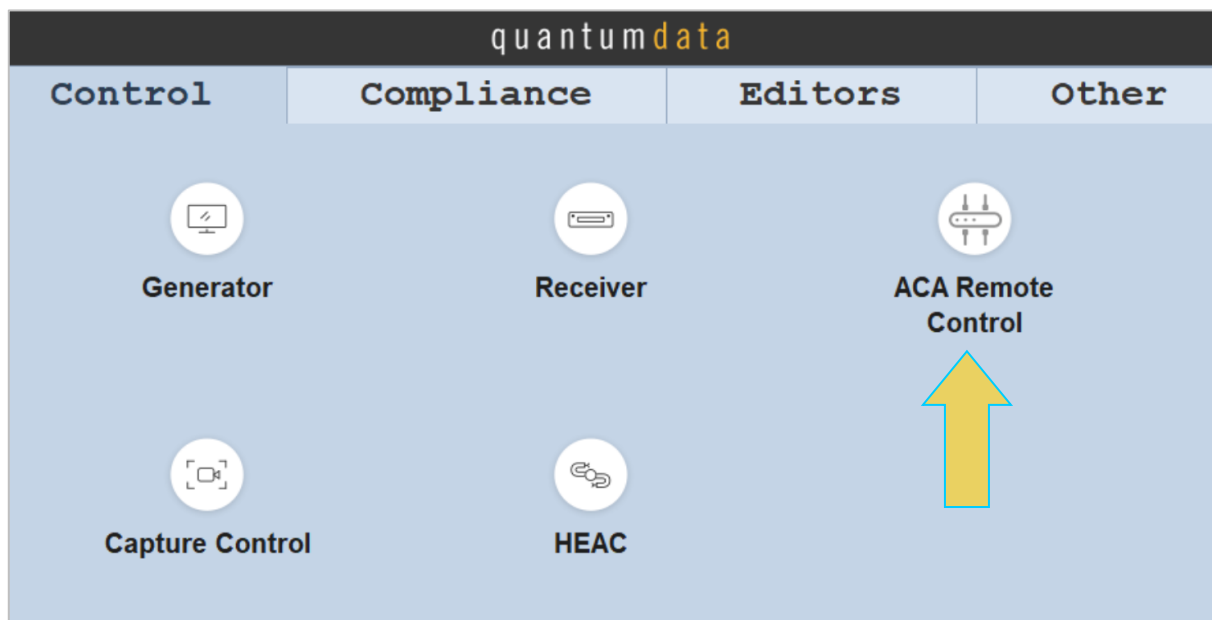 quantumdata
Control Compliance Editors Other
Generator Receiver ACA Remote
Control
Capture Control HEAC